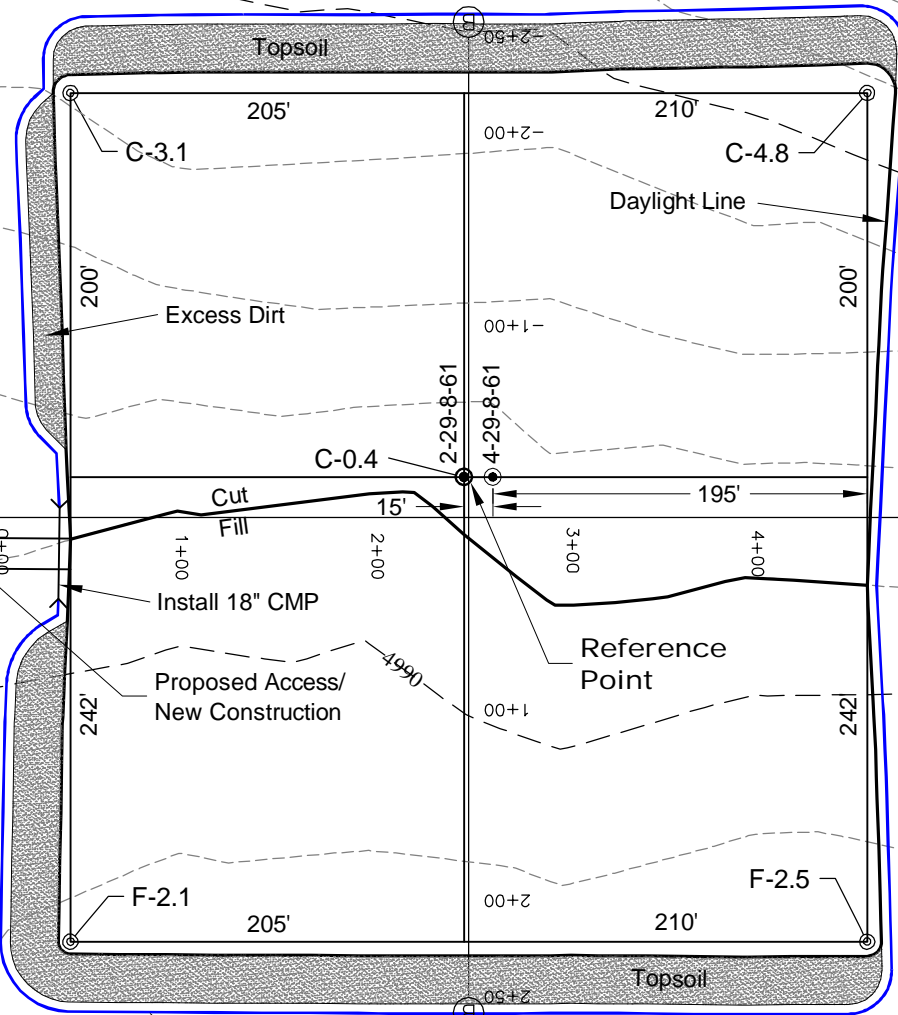 B
-2+50
Topsoil
205'
210'
-2+00
C-3.1
C-4.8
Daylight Line
200'
200'
Excess Dirt
-1+00
2-29-8-61
4-29-8-61
C-0.4
195'
15'
Cut
Fill
0+00
1+00
2+00
3+00
4+00
Install 18" CMP
Reference
Point
4990
Proposed Access/
New Construction
242'
242'
1+00
F-2.1
F-2.5
2+00
205'
210'
Topsoil
2+50
B